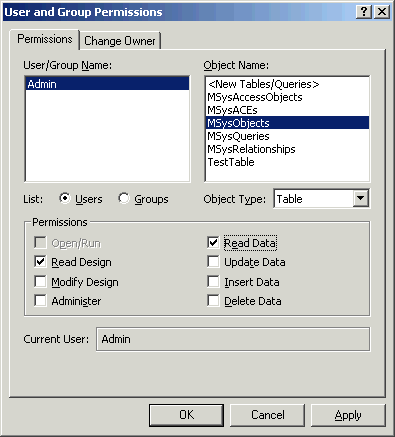 User and Group Permissions
Permissions Change Owner
User/Group Name: Object Name:
Admin
<New Tables/Queries>
MSysAccessObjects
MSysACEs
MSysObjects
MSysQueries
MSysRelationships
TestTable
List: Users Groups Object Type: Table
Permissions
Open/Run Read Data
Read Design Update Data
Modify Design Insert Data
Administer Delete Data
Current User: Admin
OK Cancel Apply